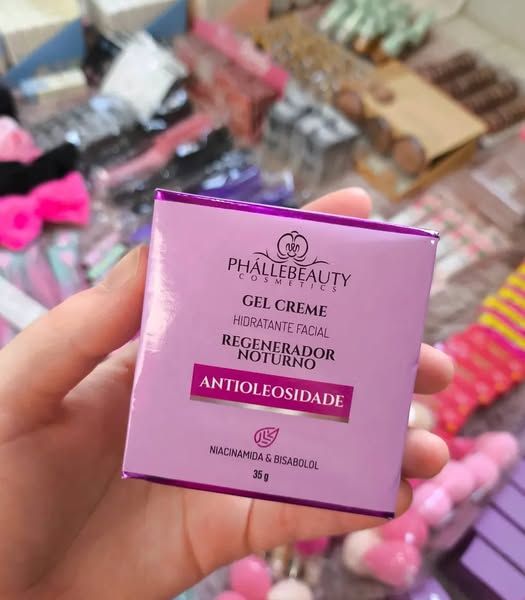 PHÁLLEBEAUTY
COSMETICS
GEL CREME
HIDRATANTE FACIAL
REGENERADOR
NOTURNO
ANTIOLEOSIDADE
NIACINAMIDA & BISABOLOL
35 g